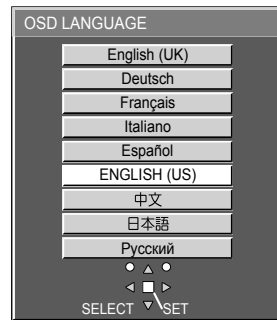 OSD LANGUAGE
English (UK)
Deutsch
Français
Italiano
Español
ENGLISH (US)
中文
日本語
Русский
SELECT SET